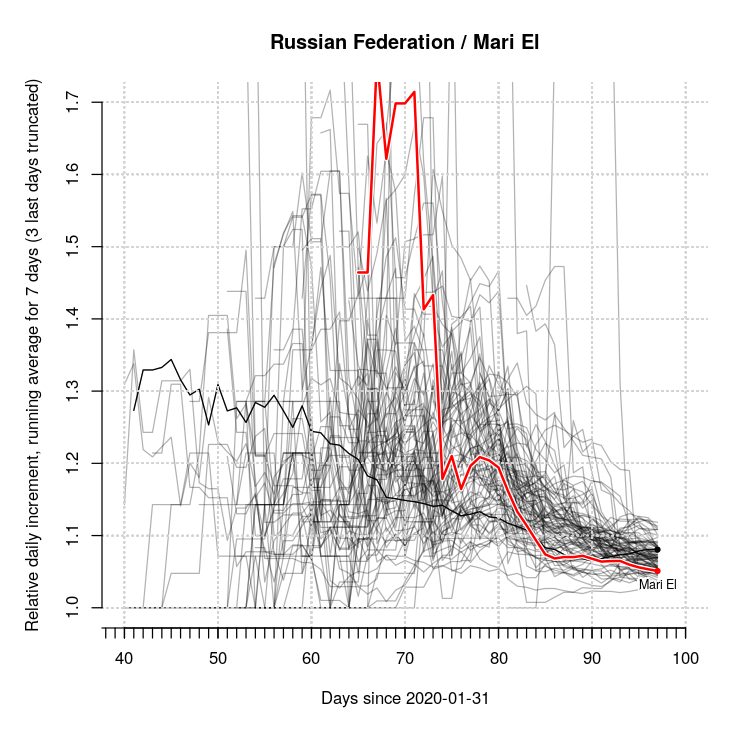 Russian Federation / Mari El
Relative daily increment, running average for 7 days (3 last days truncated)
1.7
1.6
1.5
1.4
1.3
1.2
1.1
1.0
Mari El
40 50 60 70 80 90 100
Days since 2020-01-31